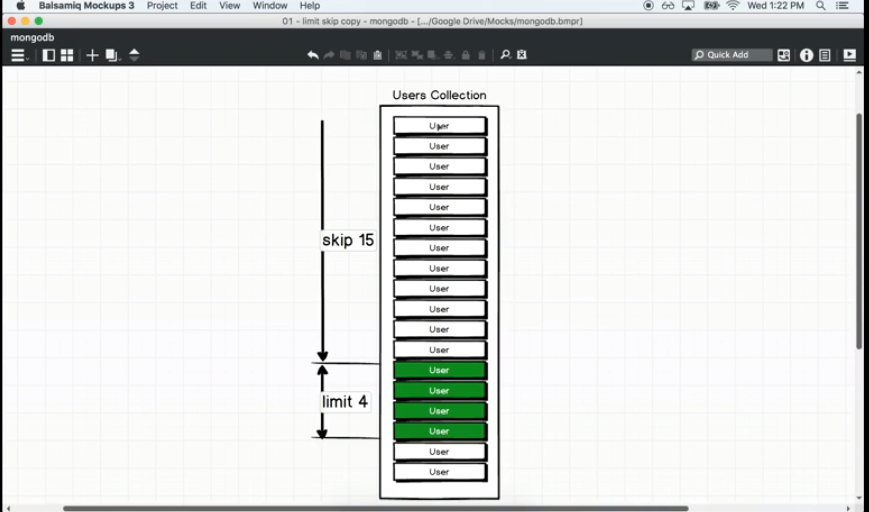 Balsamiq Mockups 3 Project Edit View Window Help Wed 1:22 PM
01 - limit skip copy - mongodb - [.../Google Drive/Mocks/mongodb.bmpr]
mongodb
Quick Add
Users Collection
User
User
User
User
User
User
skip 15
User
User
User
User
User
User
User
User
limit 4
User
User
User
User